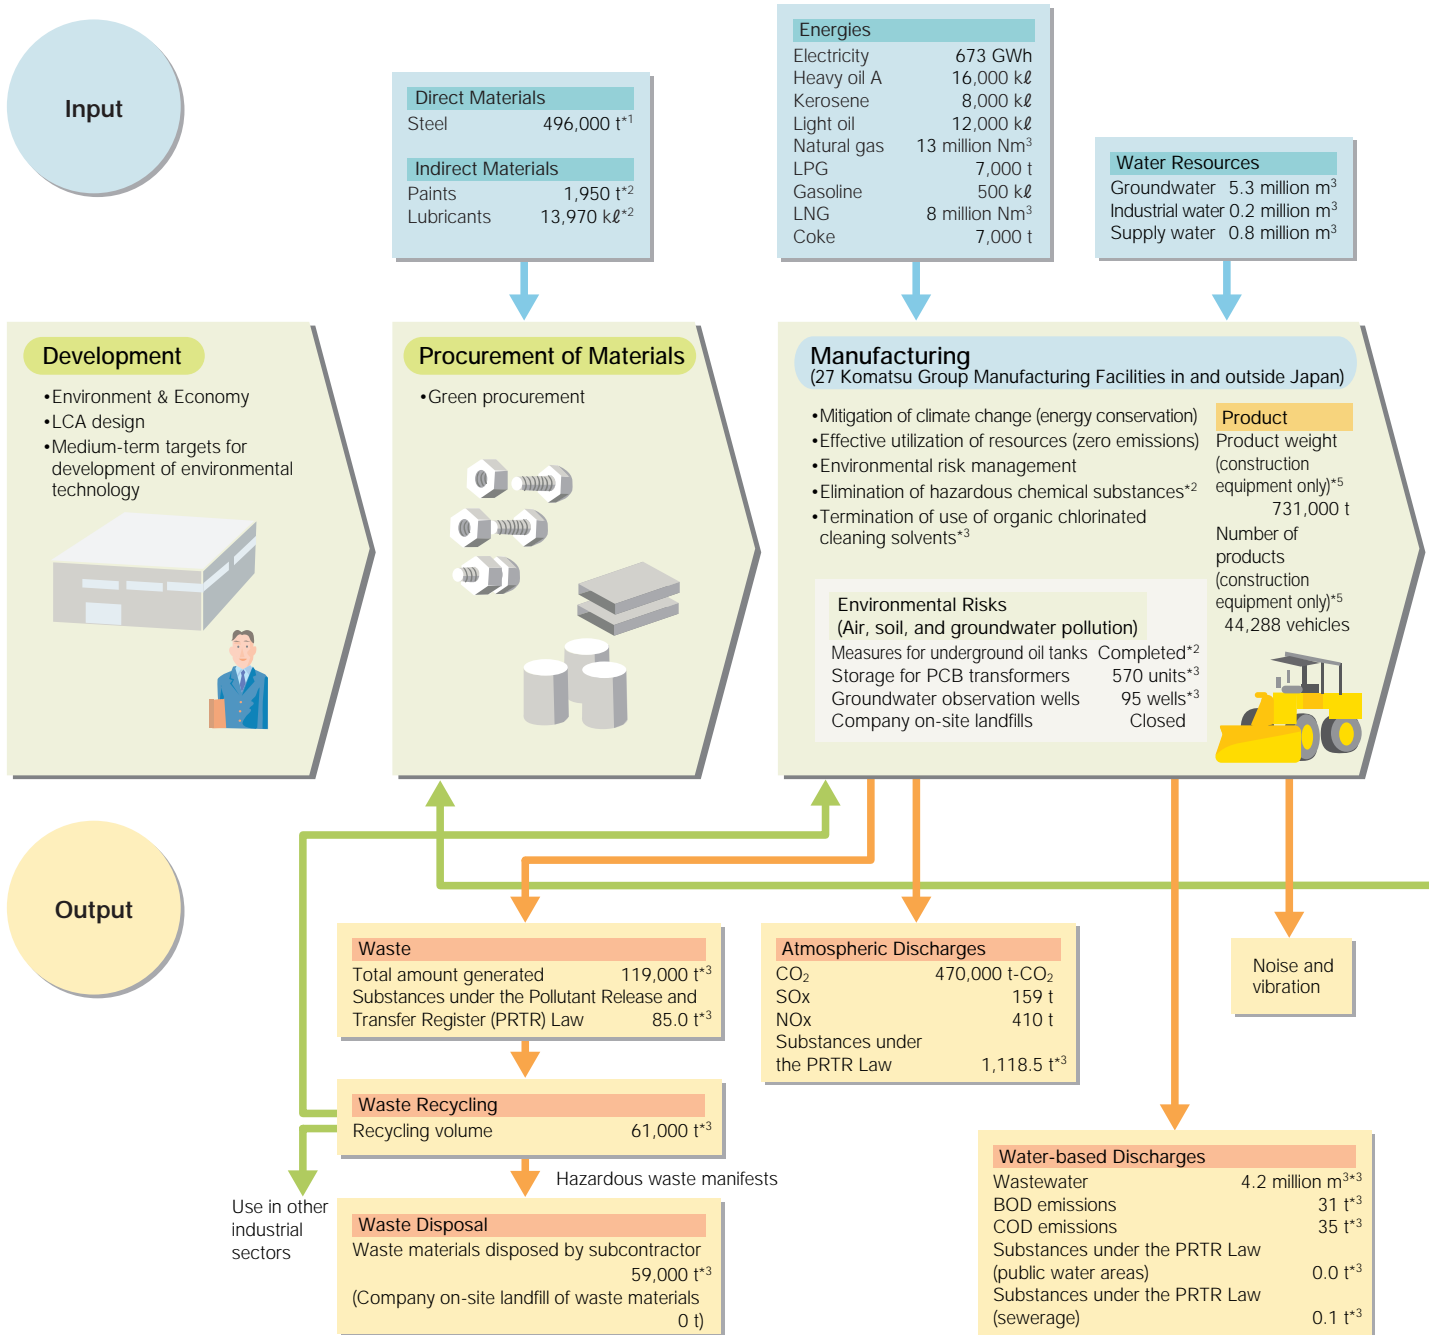 Input
Direct Materials
Steel 496,000 t*1
Indirect Materials
Paints 1,950 t*2
Lubricants 13,970 kℓ*2
Energies
Electricity 673 GWh
Heavy oil A 16,000 kℓ
Kerosene 8,000 kℓ
Light oil 12,000 kℓ
Natural gas 13 million Nm3
LPG 7,000 t
Gasoline 500 kℓ
LNG 8 million Nm3
Coke 7,000 t
Water Resources
Groundwater 5.3 million m3
Industrial water 0.2 million m3
Supply water 0.8 million m3
Development
•Environment & Economy
•LCA design
•Medium-term targets for
development of environmental
technology
Procurement of Materials
•Green procurement
Manufacturing
(27 Komatsu Group Manufacturing Facilities in and outside Japan)
•Mitigation of climate change (energy conservation)
•Effective utilization of resources (zero emissions)
•Environmental risk management
•Elimination of hazardous chemical substances*2
•Termination of use of organic chlorinated
cleaning solvents*3
Environmental Risks
(Air, soil, and groundwater pollution)
Measures for underground oil tanks Completed*2
Storage for PCB transformers 570 units*3
Groundwater observation wells 95 wells*3
Company on-site landfills Closed
Product
Product weight
(construction
equipment only)*5
731,000 t
Number of
products
(construction
equipment only)*5
44,288 vehicles
Output
Waste
Total amount generated 119,000 t*3
Substances under the Pollutant Release and
Transfer Register (PRTR) Law 85.0 t*3
Waste Recycling
Recycling volume 61,000 t*3
Hazardous waste manifests
Use in other
industrial
sectors
Waste Disposal
Waste materials disposed by subcontractor
59,000 t*3
(Company on-site landfill of waste materials
0 t)
Atmospheric Discharges
CO2 470,000 t-CO2
SOx 159 t
NOx 410 t
Substances under
the PRTR Law 1,118.5 t*3
Noise and
vibration
Water-based Discharges
Wastewater 4.2 million m3*3
BOD emissions 31 t*3
COD emissions 35 t*3
Substances under the PRTR Law
(public water areas) 0.0 t*3
Substances under the PRTR Law
(sewerage) 0.1 t*3